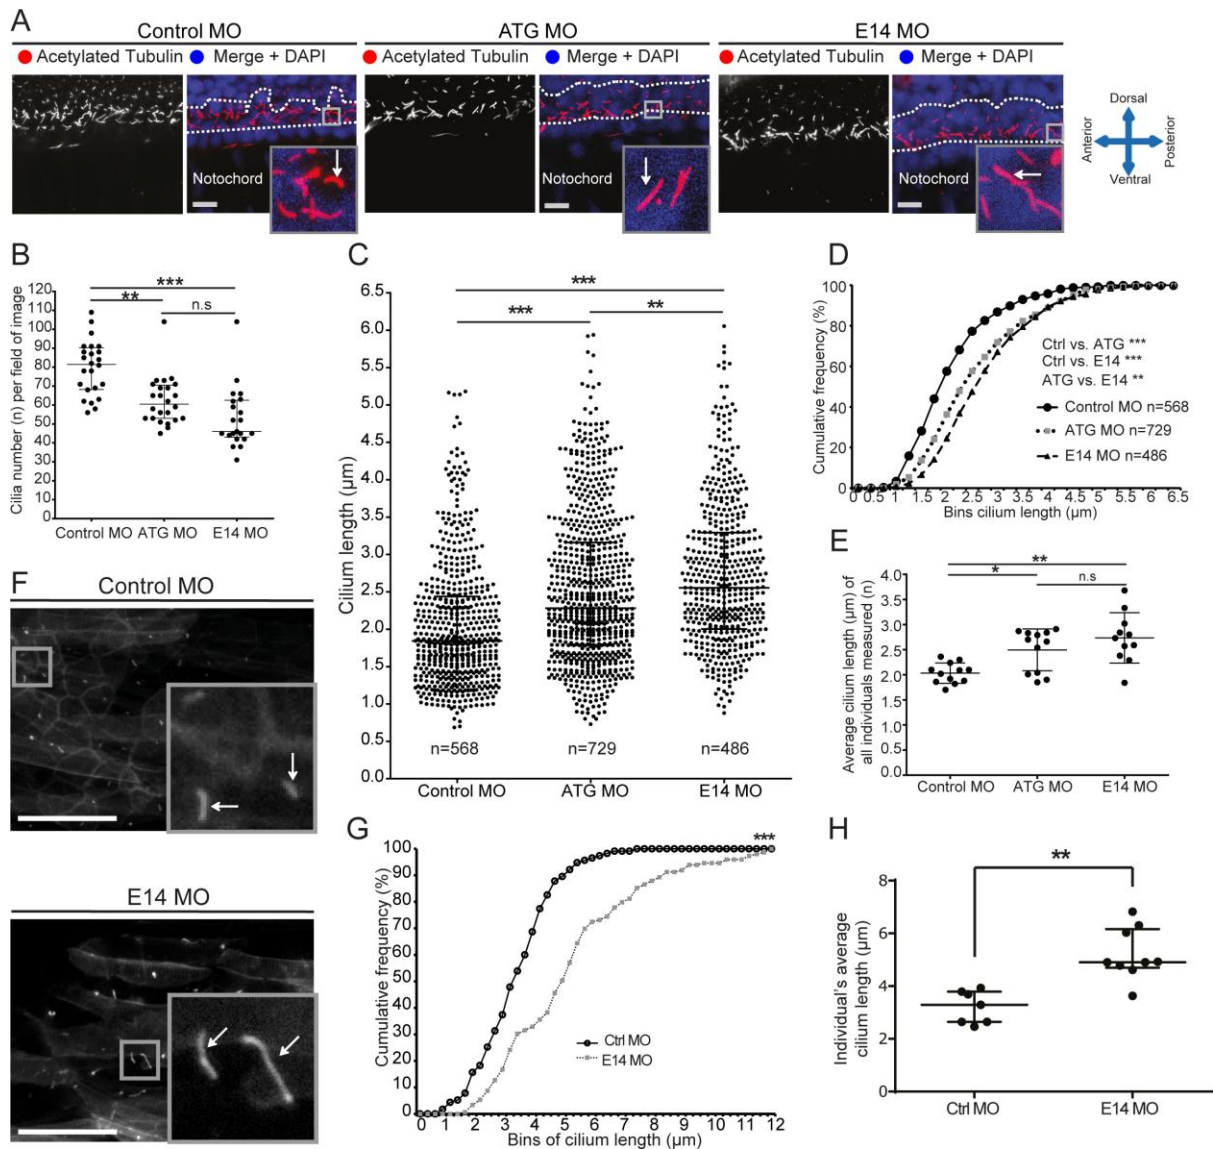 A
Control MO
ATG MO
E14 MO
Acetylated Tubulin
Merge + DAPI
Acetylated Tubulin
Merge + DAPI
Acetylated Tubulin
Merge + DAPI
Notochord
Notochord
Notochord
Dorsal
Anterior
Posterior
Ventral
B
***
**
n.s
Cilia number (n) per field of image
120
110
100
90
80
70
60
50
40
30
20
10
0
Control MO
ATG MO
E14 MO
C
***
***
**
Cilium length (µm)
6.5
6.0
5.5
5.0
4.5
4.0
3.5
3.0
2.5
2.0
1.5
1.0
0.5
0.0
n=568
n=729
n=486
Control MO
ATG MO
E14 MO
D
Cumulative frequency (%)
100
90
80
70
60
50
40
30
20
10
0
Ctrl vs. ATG ***
Ctrl vs. E14 ***
ATG vs. E14 **
Control MO n=568
ATG MO n=729
E14 MO n=486
0 0.5 1 1.5 2 2.5 3 3.5 4 4.5 5 5.5 6 6.5
Bins cilium length (µm)
E
**
*
n.s
Average cilium length (µm) of
all individuals measured (n)
4.0
3.5
3.0
2.5
2.0
1.5
1.0
0.5
0.0
Control MO
ATG MO
E14 MO
F
Control MO
E14 MO
G
***
Cumulative frequency (%)
100
90
80
70
60
50
40
30
20
10
0
Ctrl MO
E14 MO
0 1 2 3 4 5 6 7 8 9 10 11 12
Bins of cilium length (µm)
H
**
Individual's average
cilium length (µm)
8
6
4
2
0
Ctrl MO
E14 MO